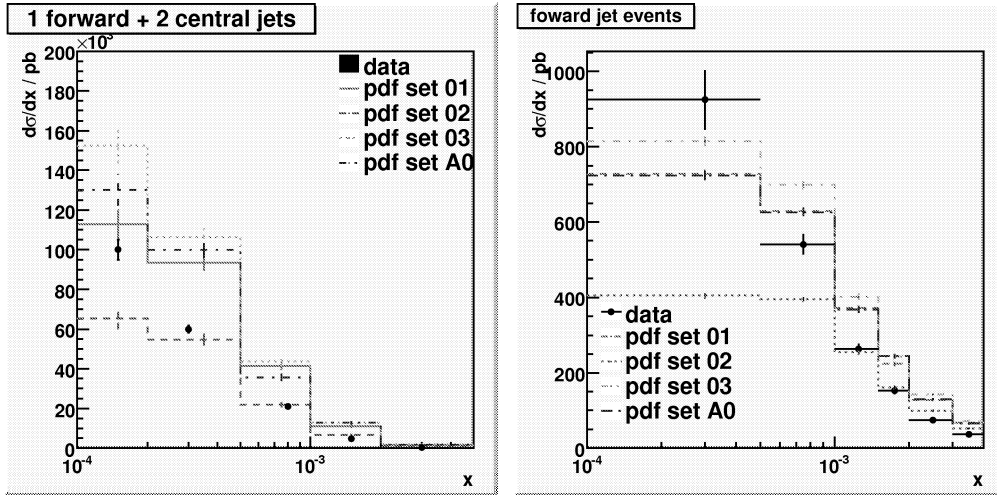 1 forward + 2 central jets
×10³
dσ/dx / pb
200
180
160
140
120
100
80
60
40
20
0
data
pdf set 01
pdf set 02
pdf set 03
pdf set A0
10⁻⁴
10⁻³
x
foward jet events
dσ/dx / pb
1000
800
600
400
200
0
data
pdf set 01
pdf set 02
pdf set 03
pdf set A0
10⁻⁴
10⁻³
x